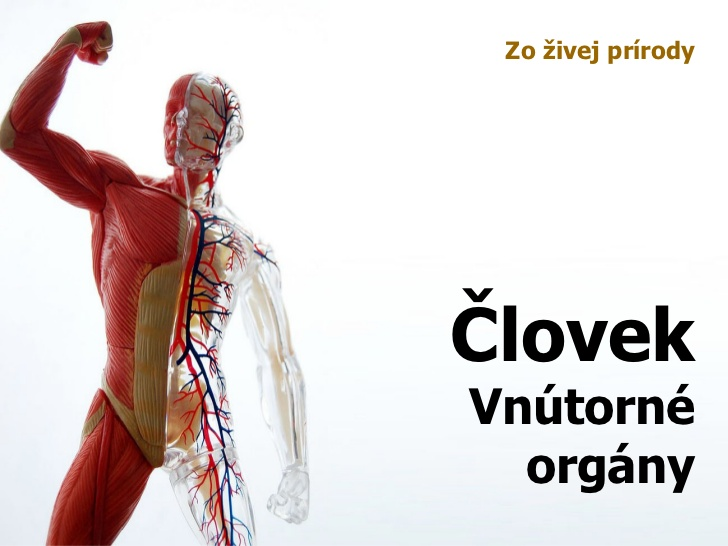 Zo živej prírody
Človek
Vnútorné
orgány